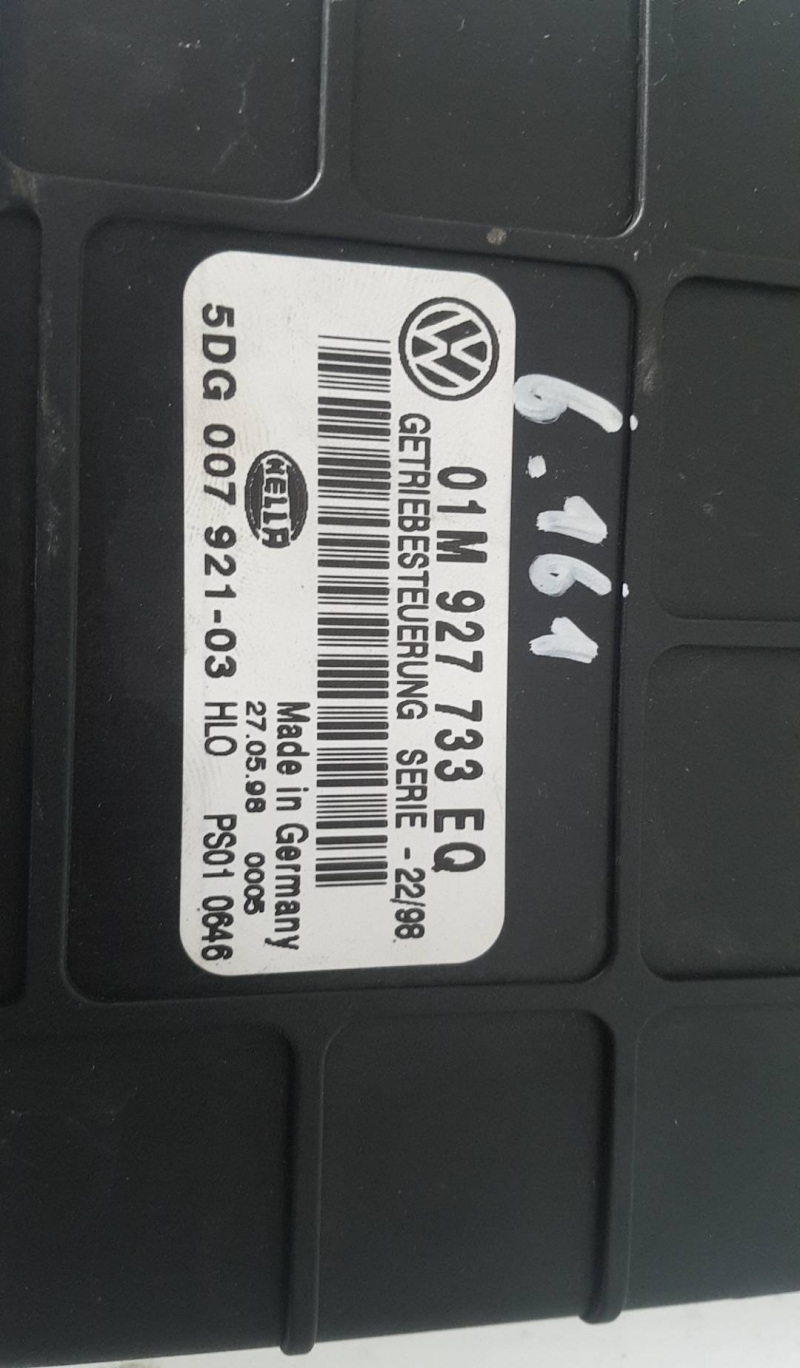 6.161
01M 927 733 EQ
GETRIEBESTEUERUNG SERIE - 22/98
HELLA
Made in Germany
27.05.98 0005
5DG 007 921-03 HLO PS01 0646